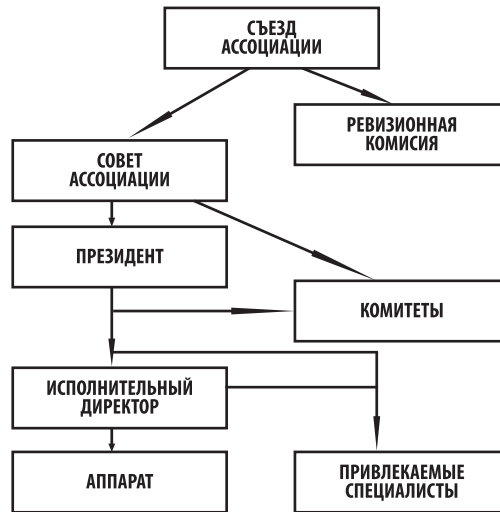 СЪЕЗД
АССОЦИАЦИИ
РЕВИЗИОННАЯ
КОМИСИЯ
СОВЕТ
АССОЦИАЦИИ
ПРЕЗИДЕНТ
КОМИТЕТЫ
ИСПОЛНИТЕЛЬНЫЙ
ДИРЕКТОР
АППАРАТ
ПРИВЛЕКАЕМЫЕ
СПЕЦИАЛИСТЫ